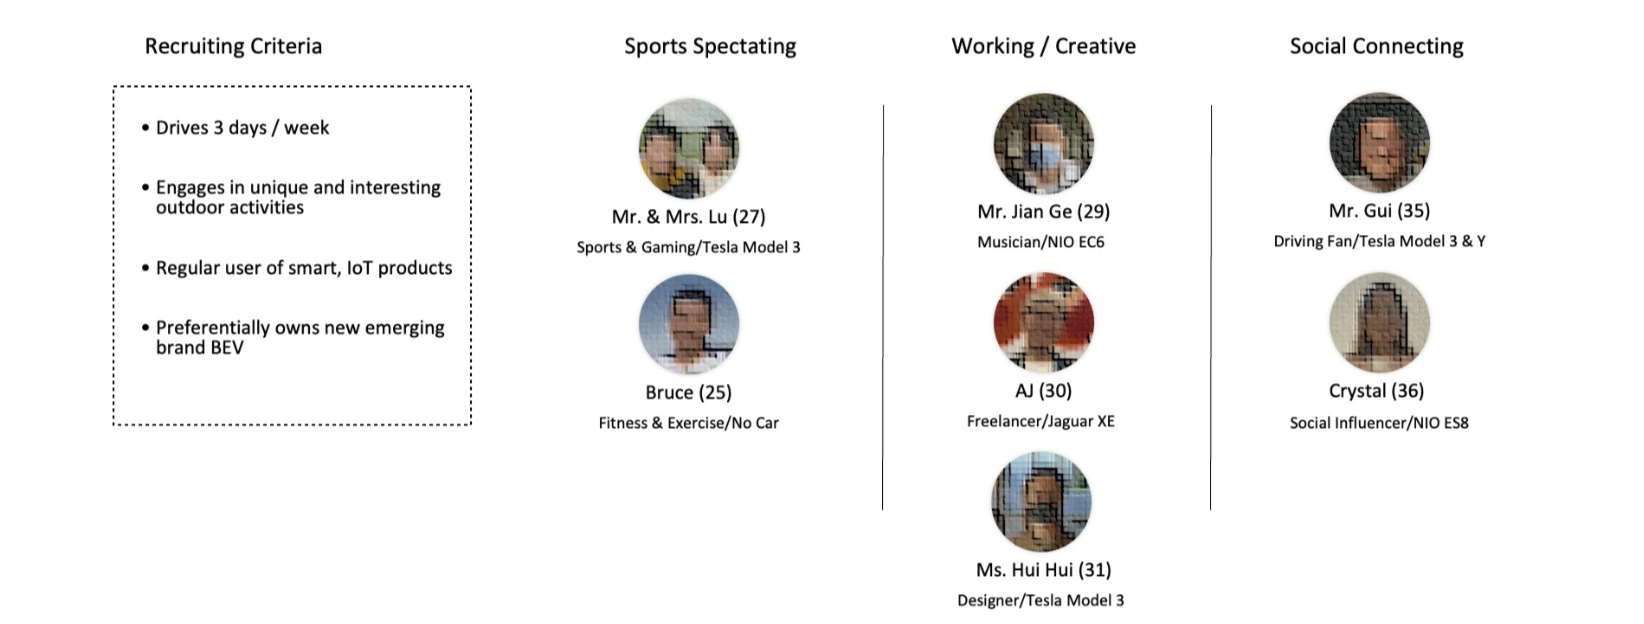 Recruiting Criteria
• Drives 3 days / week
• Engages in unique and interesting
outdoor activities
• Regular user of smart, IoT products
• Preferentially owns new emerging
brand BEV
Sports Spectating
Mr. & Mrs. Lu (27)
Sports & Gaming/Tesla Model 3
Bruce (25)
Fitness & Exercise/No Car
Working / Creative
Mr. Jian Ge (29)
Musician/NIO EC6
AJ (30)
Freelancer/Jaguar XE
Ms. Hui Hui (31)
Designer/Tesla Model 3
Social Connecting
Mr. Gui (35)
Driving Fan/Tesla Model 3 & Y
Crystal (36)
Social Influencer/NIO ES8